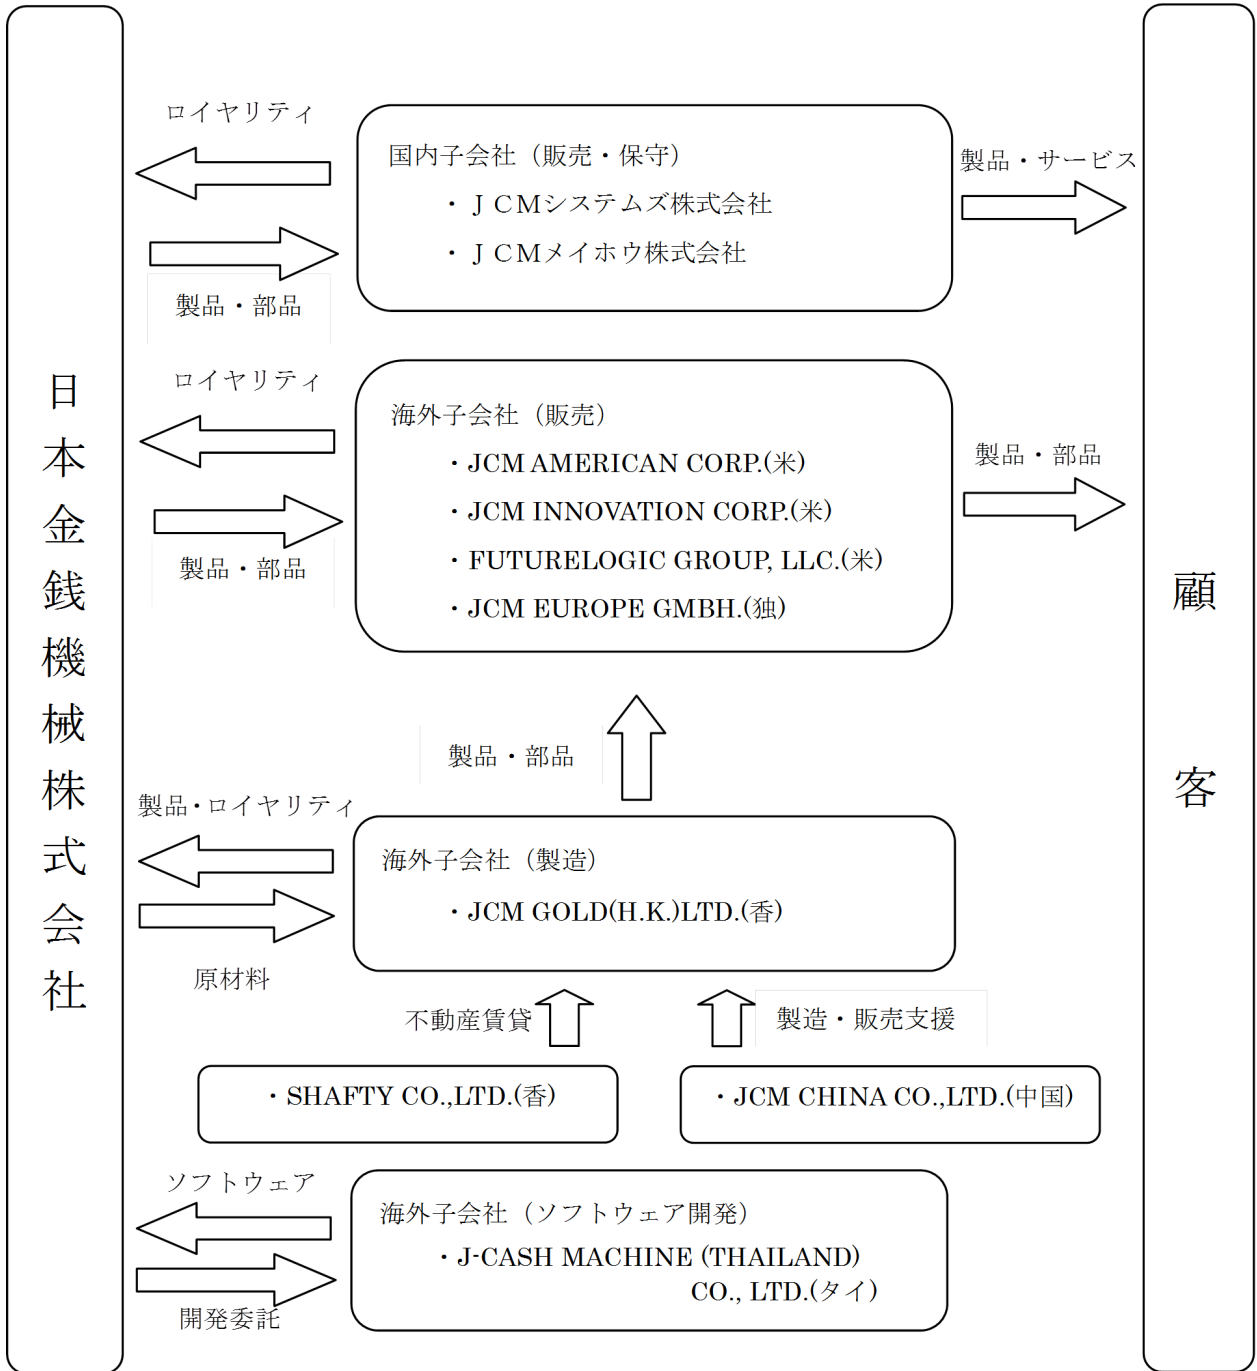 日本金銭機械株式会社
ロイヤリティ
製品・部品
国内子会社（販売・保守）
・ＪＣＭシステムズ株式会社
・ＪＣＭメイホウ株式会社
製品・サービス
ロイヤリティ
製品・部品
海外子会社（販売）
・JCM AMERICAN CORP.(米)
・JCM INNOVATION CORP.(米)
・FUTURELOGIC GROUP, LLC.(米)
・JCM EUROPE GMBH.(独)
製品・部品
顧客
製品・部品
製品・ロイヤリティ
原材料
海外子会社（製造）
・JCM GOLD(H.K.)LTD.(香)
不動産賃貸
製造・販売支援
・SHAFTY CO.,LTD.(香)
・JCM CHINA CO.,LTD.(中国)
ソフトウェア
開発委託
海外子会社（ソフトウェア開発）
・J-CASH MACHINE (THAILAND)
CO., LTD.(タイ)